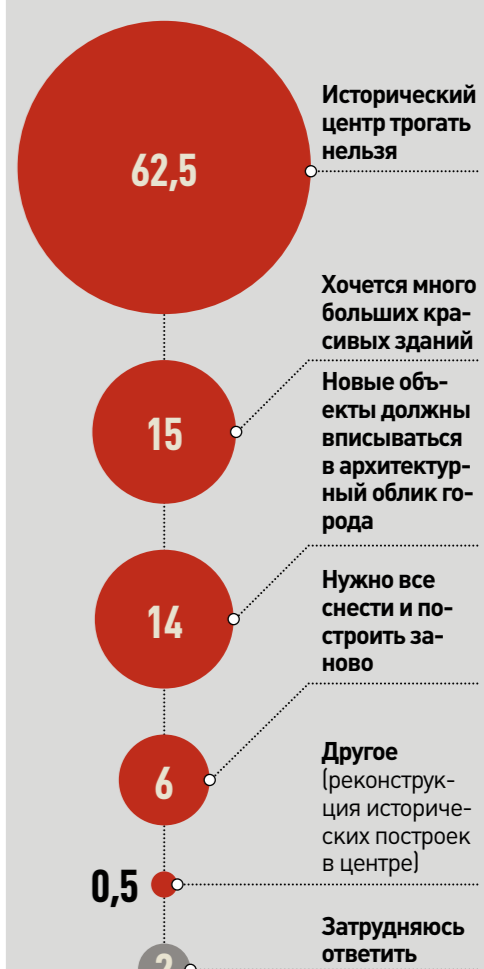 Исторический
центр трогать
нельзя
62,5
Хочется много
больших кра-
сивых зданий
15
Новые объ-
екты должны
вписываться
в архитектур-
ный облик го-
рода
14
Нужно все
снести и по-
строить за-
ново
6
Другое
(реконструк-
ция историче-
ских построек
в центре)
0,5
Затрудняюсь
ответить
2